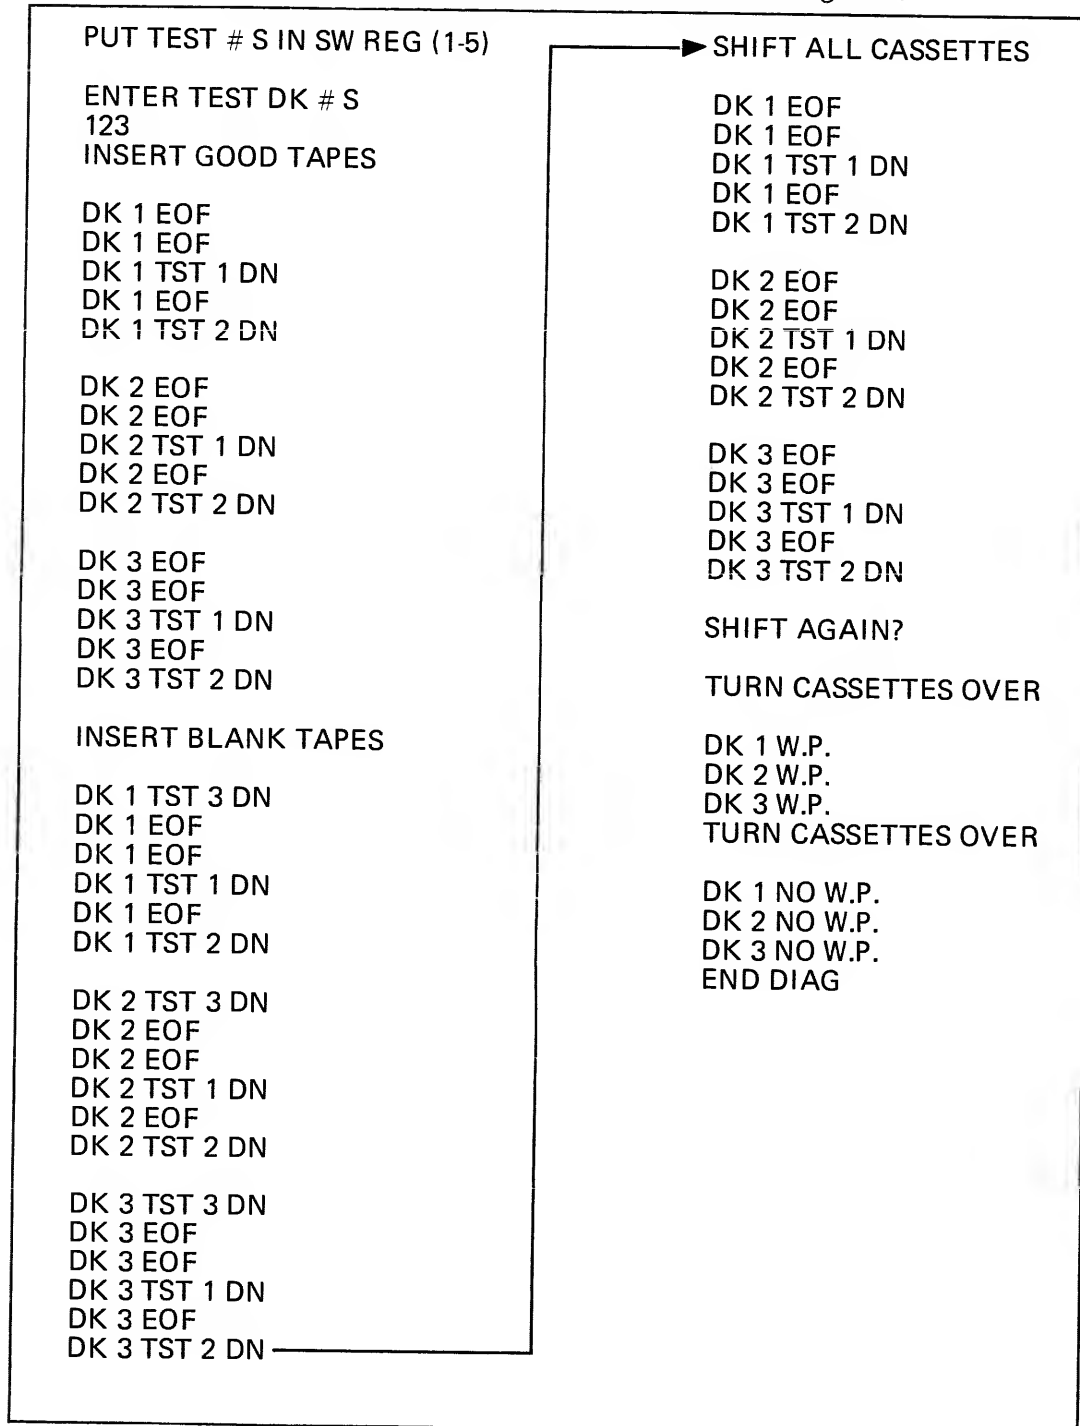 PUT TEST # S IN SW REG (1-5)
ENTER TEST DK # S
123
INSERT GOOD TAPES
DK 1 EOF
DK 1 EOF
DK 1 TST 1 DN
DK 1 EOF
DK 1 TST 2 DN
DK 2 EOF
DK 2 EOF
DK 2 TST 1 DN
DK 2 EOF
DK 2 TST 2 DN
DK 3 EOF
DK 3 EOF
DK 3 TST 1 DN
DK 3 EOF
DK 3 TST 2 DN
INSERT BLANK TAPES
DK 1 TST 3 DN
DK 1 EOF
DK 1 EOF
DK 1 TST 1 DN
DK 1 EOF
DK 1 TST 2 DN
DK 2 TST 3 DN
DK 2 EOF
DK 2 EOF
DK 2 TST 1 DN
DK 2 EOF
DK 2 TST 2 DN
DK 3 TST 3 DN
DK 3 EOF
DK 3 EOF
DK 3 TST 1 DN
DK 3 EOF
DK 3 TST 2 DN
SHIFT ALL CASSETTES
DK 1 EOF
DK 1 EOF
DK 1 TST 1 DN
DK 1 EOF
DK 1 TST 2 DN
DK 2 EOF
DK 2 EOF
DK 2 TST 1 DN
DK 2 EOF
DK 2 TST 2 DN
DK 3 EOF
DK 3 EOF
DK 3 TST 1 DN
DK 3 EOF
DK 3 TST 2 DN
SHIFT AGAIN?
TURN CASSETTES OVER
DK 1 W.P.
DK 2 W.P.
DK 3 W.P.
TURN CASSETTES OVER
DK 1 NO W.P.
DK 2 NO W.P.
DK 3 NO W.P.
END DIAG